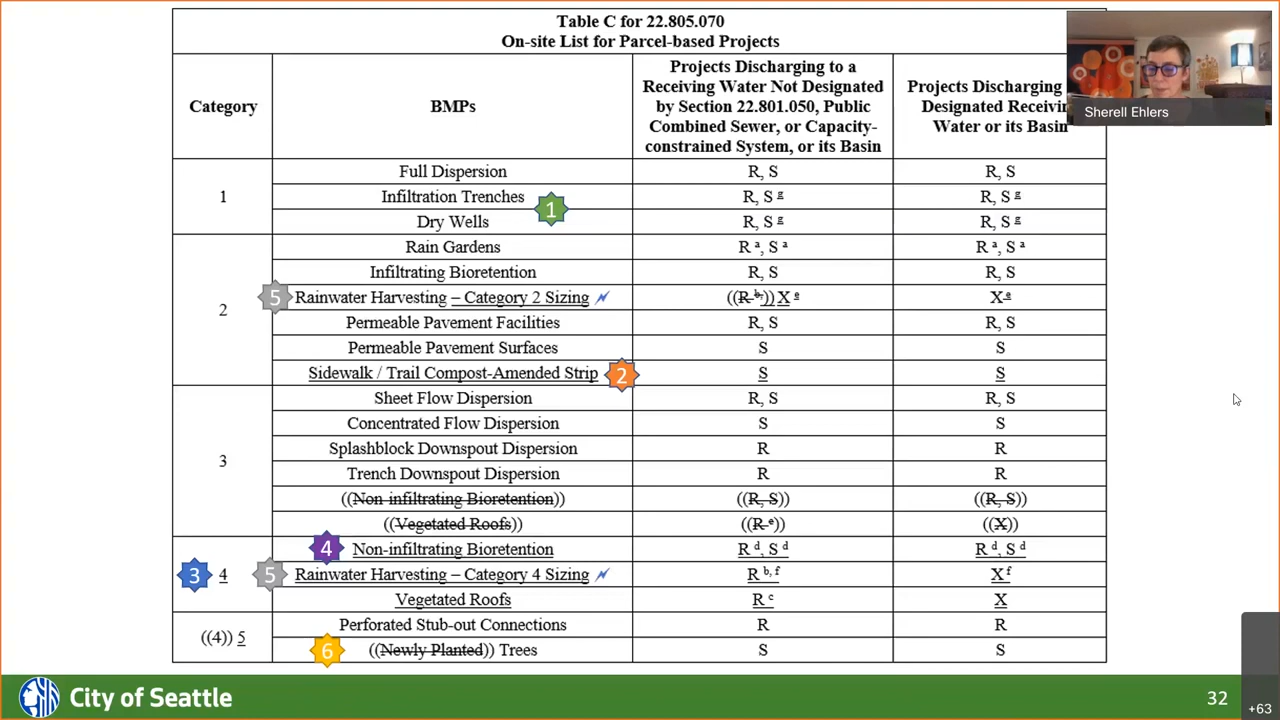 Table C for 22.805.070
On-site List for Parcel-based Projects
Category
BMPs
Projects Discharging to a
Receiving Water Not Designated
by Section 22.801.050, Public
Combined Sewer, or Capacity-
constrained System, or its Basin
Projects Discharging
Designated Receivin
Water or its Basin
Sherell Ehlers
1
Full Dispersion R, S R, S
Infiltration Trenches R, S g R, S g
1
Dry Wells R, S g R, S g
2
Rain Gardens R a, S a R a, S a
Infiltrating Bioretention R, S R, S
5 Rainwater Harvesting – Category 2 Sizing ((R b,)) X e X e
Permeable Pavement Facilities R, S R, S
Permeable Pavement Surfaces S S
Sidewalk / Trail Compost-Amended Strip 2 S S
3
Sheet Flow Dispersion R, S R, S
Concentrated Flow Dispersion S S
Splashblock Downspout Dispersion R R
Trench Downspout Dispersion R R
((Non-infiltrating Bioretention)) ((R, S)) ((R, S))
((Vegetated Roofs)) ((R c)) ((X))
3 4
4 Non-infiltrating Bioretention R d, S d R d, S d
5 Rainwater Harvesting – Category 4 Sizing R b, f X f
Vegetated Roofs R c X
((4)) 5
Perforated Stub-out Connections R R
6 ((Newly Planted)) Trees S S
City of Seattle
32
+63